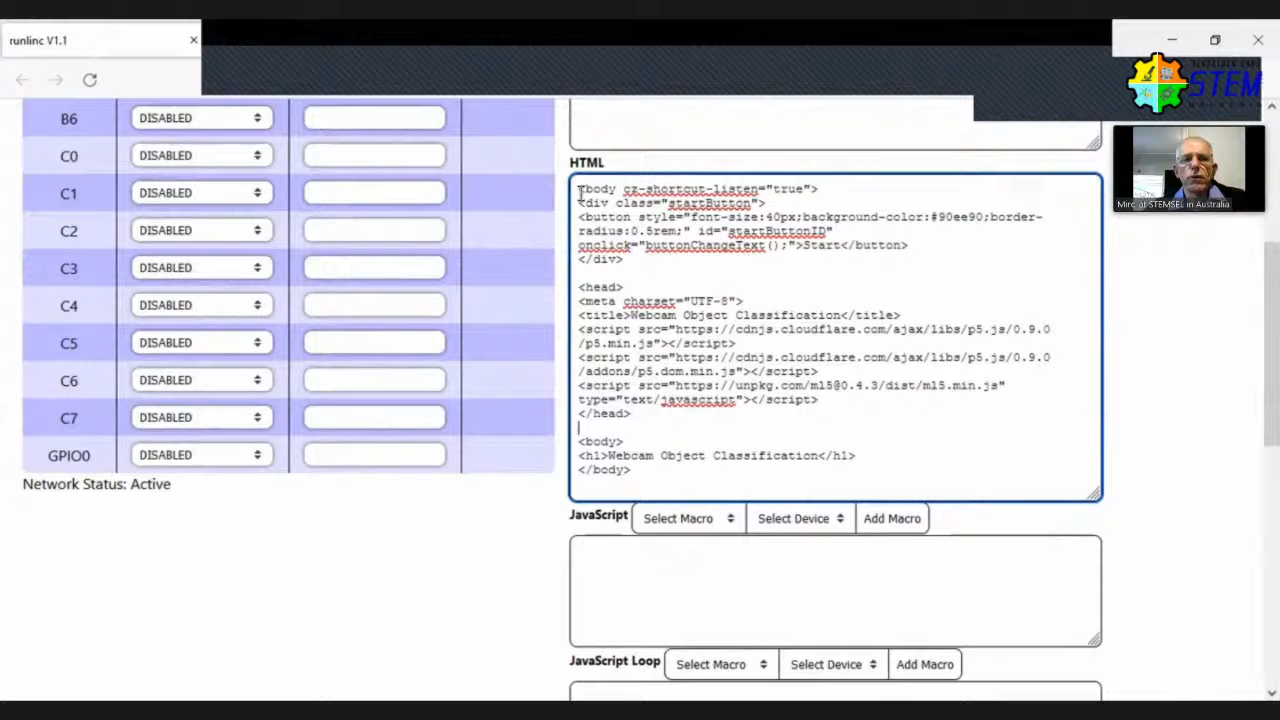 runlinc V1.1
STEM
B6 DISABLED
C0 DISABLED
C1 DISABLED
C2 DISABLED
C3 DISABLED
C4 DISABLED
C5 DISABLED
C6 DISABLED
C7 DISABLED
GPIO0 DISABLED
Network Status: Active
HTML
<body cz-shortcut-listen="true">
<div class="startButton">
<button style="font-size:40px;background-color:#90ee90;border-
radius:0.5rem;" id="startButtonID"
onclick="buttonChangeText();">Start</button>
</div>
<head>
<meta charset="UTF-8">
<title>Webcam Object Classification</title>
<script src="https://cdnjs.cloudflare.com/ajax/libs/p5.js/0.9.0
/p5.min.js"></script>
<script src="https://cdnjs.cloudflare.com/ajax/libs/p5.js/0.9.0
/addons/p5.dom.min.js"></script>
<script src="https://unpkg.com/ml5@0.4.3/dist/ml5.min.js"
type="text/javascript"></script>
</head>
<body>
<h1>Webcam Object Classification</h1>
</body>
JavaScript Select Macro Select Device Add Macro
JavaScript Loop Select Macro Select Device Add Macro
Miro at STEMSEL in Australia